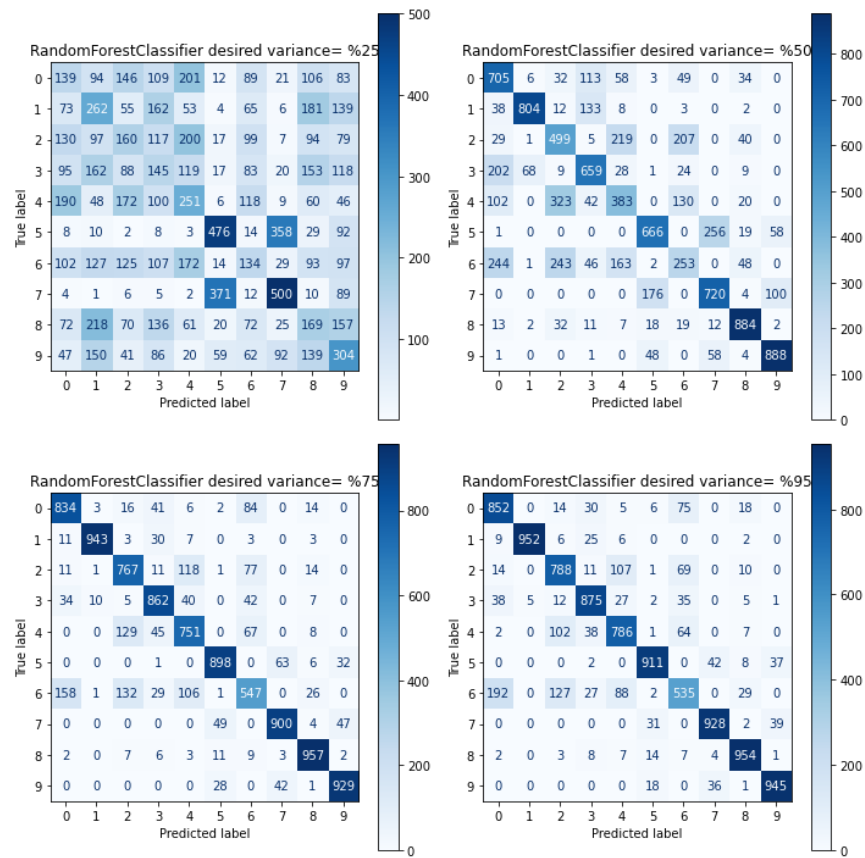 RandomForestClassifier desired variance= %25
0 139 94 146 109 201 12 89 21 106 83
1 73 262 55 162 53 4 65 6 181 139
2 130 97 160 117 200 17 99 7 94 79
3 95 162 88 145 119 17 83 20 153 118
4 190 48 172 100 251 6 118 9 60 46
5 8 10 2 8 3 476 14 358 29 92
6 102 127 125 107 172 14 134 29 93 97
7 4 1 6 5 2 371 14 500 10 89
8 72 218 70 136 61 20 72 25 169 157
9 47 150 41 86 20 59 62 92 139 304
0 1 2 3 4 5 6 7 8 9
Predicted label
True label
500
400
300
200
100
RandomForestClassifier desired variance= %50
0 705 6 32 113 58 3 49 0 34 0
1 38 804 12 133 8 0 3 0 2 0
2 29 1 499 5 219 0 207 0 40 0
3 202 68 9 659 28 1 24 0 9 0
4 102 0 323 42 383 0 130 0 20 0
5 1 0 0 0 0 666 0 256 19 58
6 244 1 243 46 163 2 253 0 48 0
7 0 0 0 0 0 176 0 720 4 100
8 13 2 32 11 7 18 19 12 884 2
9 1 0 0 1 0 48 0 58 4 888
0 1 2 3 4 5 6 7 8 9
Predicted label
True label
800
700
600
500
400
300
200
100
0
RandomForestClassifier desired variance= %75
0 834 3 16 41 6 2 84 0 14 0
1 11 943 3 30 7 0 3 0 3 0
2 11 1 767 11 118 1 77 0 14 0
3 34 10 5 862 40 0 42 0 7 0
4 0 0 129 45 751 0 67 0 8 0
5 0 0 0 1 0 898 0 63 6 32
6 158 1 132 29 106 1 547 0 26 0
7 0 0 0 0 0 49 0 900 4 47
8 2 0 7 6 3 11 9 3 957 2
9 0 0 0 0 0 28 0 42 1 929
0 1 2 3 4 5 6 7 8 9
Predicted label
True label
800
600
400
200
0
RandomForestClassifier desired variance= %95
0 852 0 14 30 5 6 75 0 18 0
1 9 952 6 25 6 0 0 0 2 0
2 14 0 788 11 107 1 69 0 10 0
3 38 5 12 875 27 2 35 0 5 1
4 2 0 102 38 786 1 64 0 7 0
5 0 0 0 2 0 911 0 42 8 37
6 192 0 127 27 88 2 535 0 29 0
7 0 0 0 0 0 31 0 928 2 39
8 2 0 3 8 7 14 7 4 954 1
9 0 0 0 0 0 18 0 36 1 945
0 1 2 3 4 5 6 7 8 9
Predicted label
True label
800
600
400
200
0